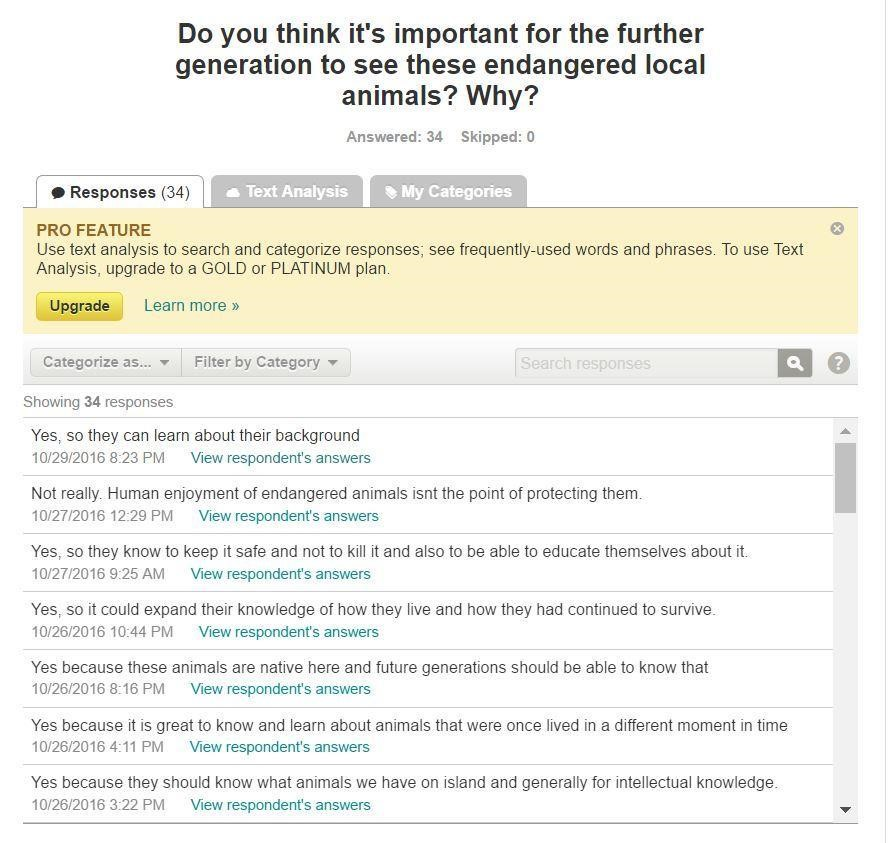 Do you think it's important for the further
generation to see these endangered local
animals? Why?
Answered: 34 Skipped: 0
Responses (34) Text Analysis My Categories
PRO FEATURE
Use text analysis to search and categorize responses; see frequently-used words and phrases. To use Text
Analysis, upgrade to a GOLD or PLATINUM plan.
Upgrade Learn more »
Categorize as... Filter by Category Search responses ?
Showing 34 responses
Yes, so they can learn about their background
10/29/2016 8:23 PM View respondent's answers
Not really. Human enjoyment of endangered animals isnt the point of protecting them.
10/27/2016 12:29 PM View respondent's answers
Yes, so they know to keep it safe and not to kill it and also to be able to educate themselves about it.
10/27/2016 9:25 AM View respondent's answers
Yes, so it could expand their knowledge of how they live and how they had continued to survive.
10/26/2016 10:44 PM View respondent's answers
Yes because these animals are native here and future generations should be able to know that
10/26/2016 8:16 PM View respondent's answers
Yes because it is great to know and learn about animals that were once lived in a different moment in time
10/26/2016 4:11 PM View respondent's answers
Yes because they should know what animals we have on island and generally for intellectual knowledge.
10/26/2016 3:22 PM View respondent's answers